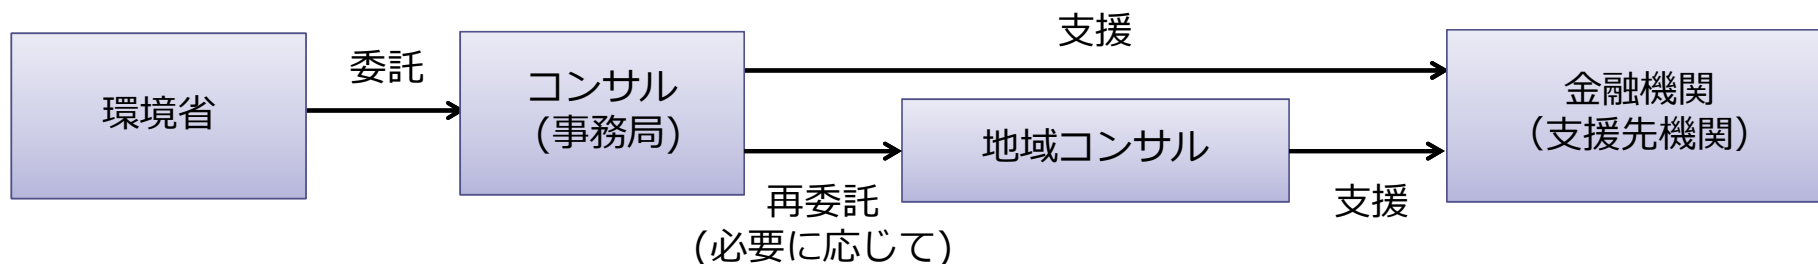 環境省
委託
コンサル
(事務局)
支援
再委託
(必要に応じて)
地域コンサル
支援
金融機関
（支援先機関）